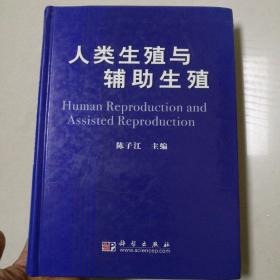 人类生殖与
辅助生殖
Human Reproduction and
Assisted Reproduction
陈子江 主编
科学出版社